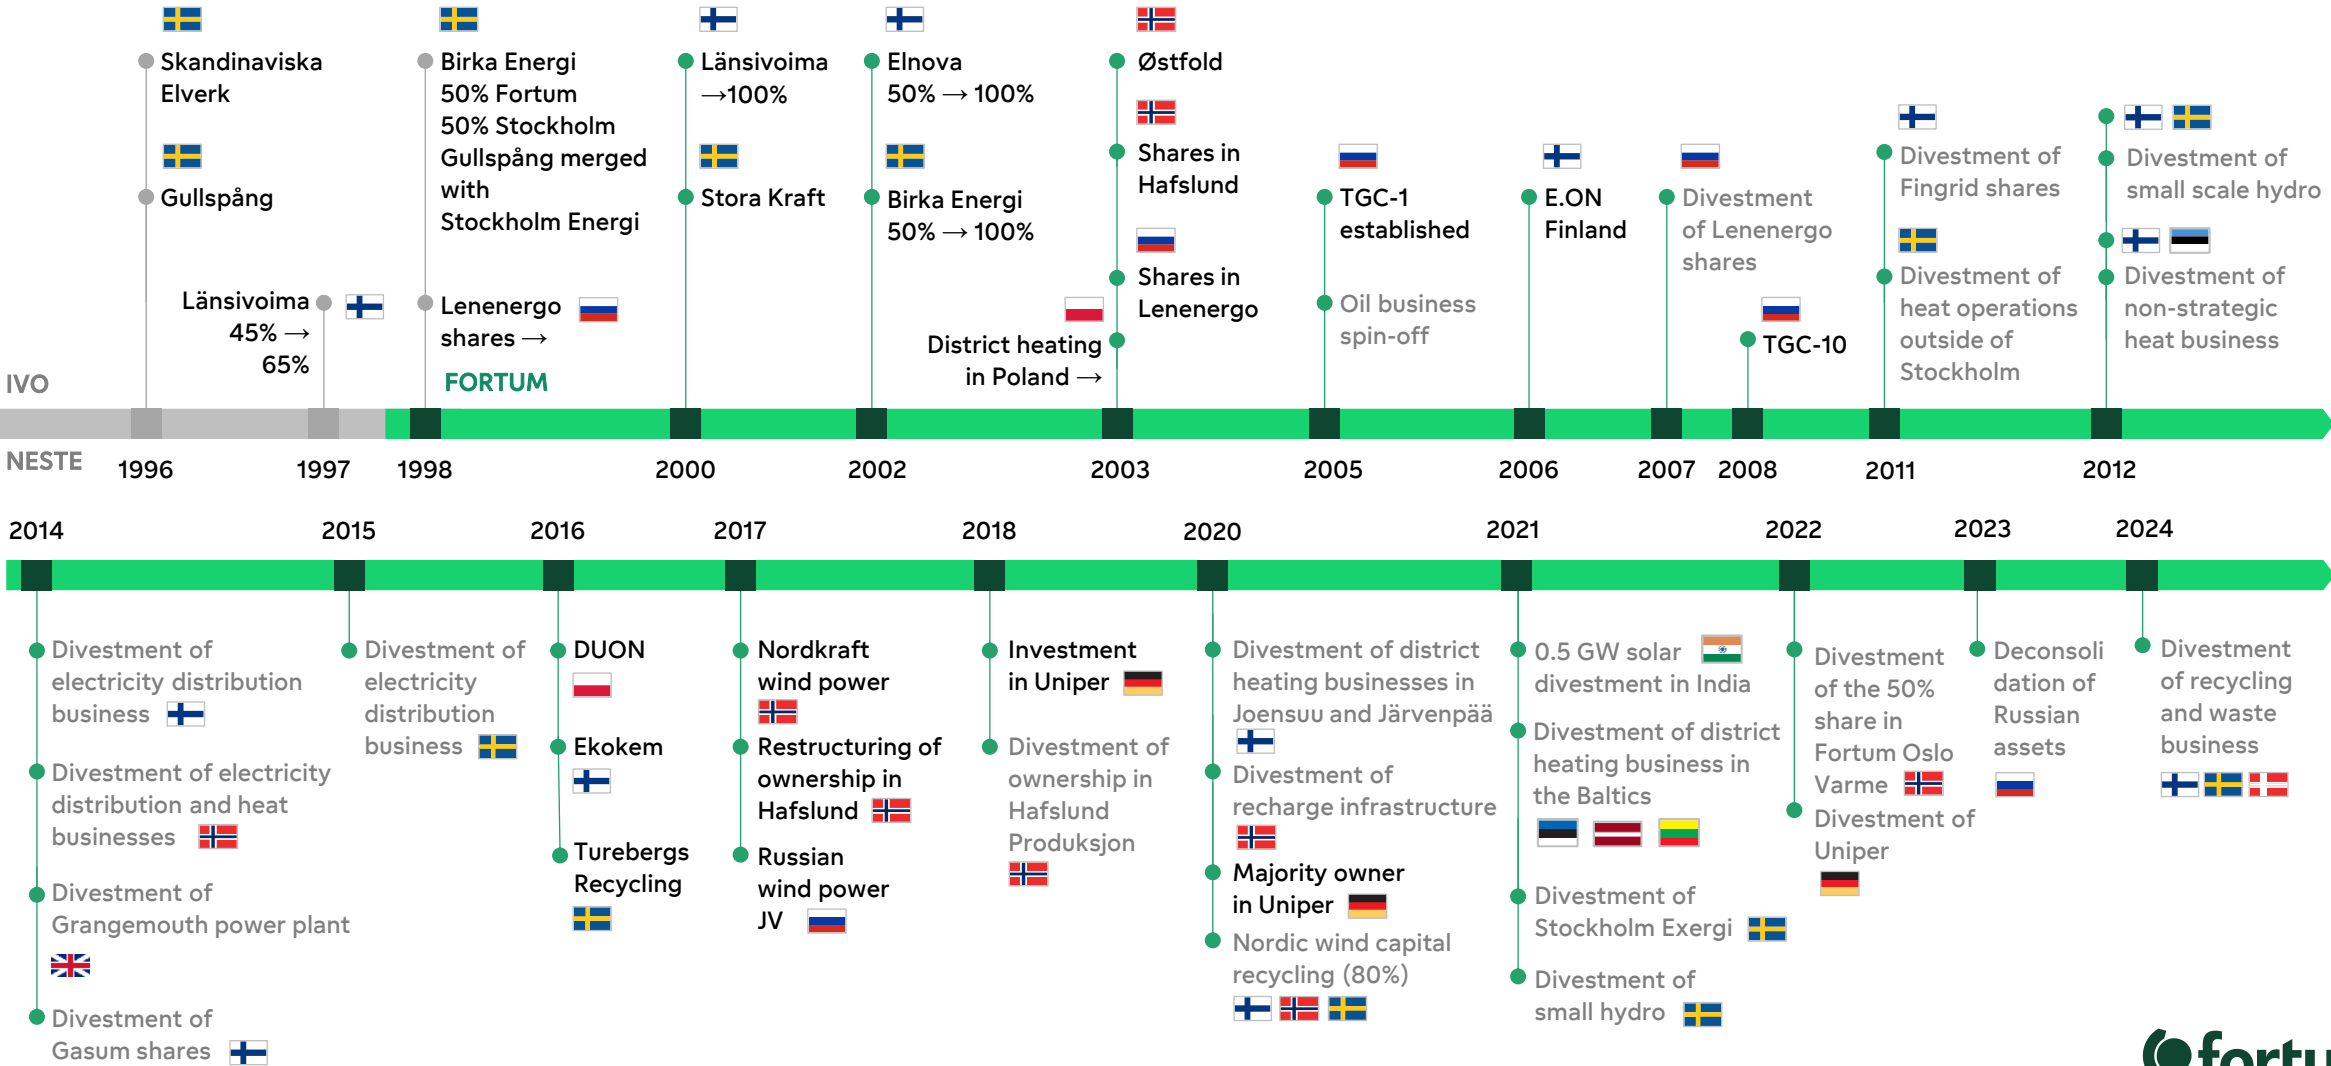 Skandinaviska
Elverk
Gullspång
Länsivoima
45% →
65%
Birka Energi
50% Fortum
50% Stockholm
Gullspång merged
with
Stockholm Energi
Lenenergo
shares →
Länsivoima
→100%
Stora Kraft
Elnova
50% → 100%
Birka Energi
50% → 100%
Østfold
Shares in
Hafslund
Shares in
Lenenergo
District heating
in Poland →
TGC-1
established
Oil business
spin-off
E.ON
Finland
Divestment
of Lenenergo
shares
TGC-10
Divestment of
Fingrid shares
Divestment of
heat operations
outside of
Stockholm
Divestment of
small scale hydro
Divestment of
non-strategic
heat business
IVO
FORTUM
NESTE
1996
1997
1998
2000
2002
2003
2005
2006
2007
2008
2011
2012
2014
2015
2016
2017
2018
2020
2021
2022
2023
2024
Divestment of
electricity distribution
business
Divestment of electricity
distribution and heat
businesses
Divestment of
Grangemouth power plant
Divestment of
Gasum shares
Divestment of
electricity
distribution
business
DUON
Ekokem
Turebergs
Recycling
Nordkraft
wind power
Restructuring of
ownership in
Hafslund
Russian
wind power
JV
Investment
in Uniper
Divestment of
ownership in
Hafslund
Produksjon
Divestment of district
heating businesses in
Joensuu and Järvenpää
Divestment of
recharge infrastructure
Majority owner
in Uniper
Nordic wind capital
recycling (80%)
0.5 GW solar
divestment in India
Divestment of district
heating business in
the Baltics
Divestment of
Stockholm Exergi
Divestment of
small hydro
Divestment
of the 50%
share in
Fortum Oslo
Varme
Divestment of
Uniper
Deconsoli
dation of
Russian
assets
Divestment
of recycling
and waste
business